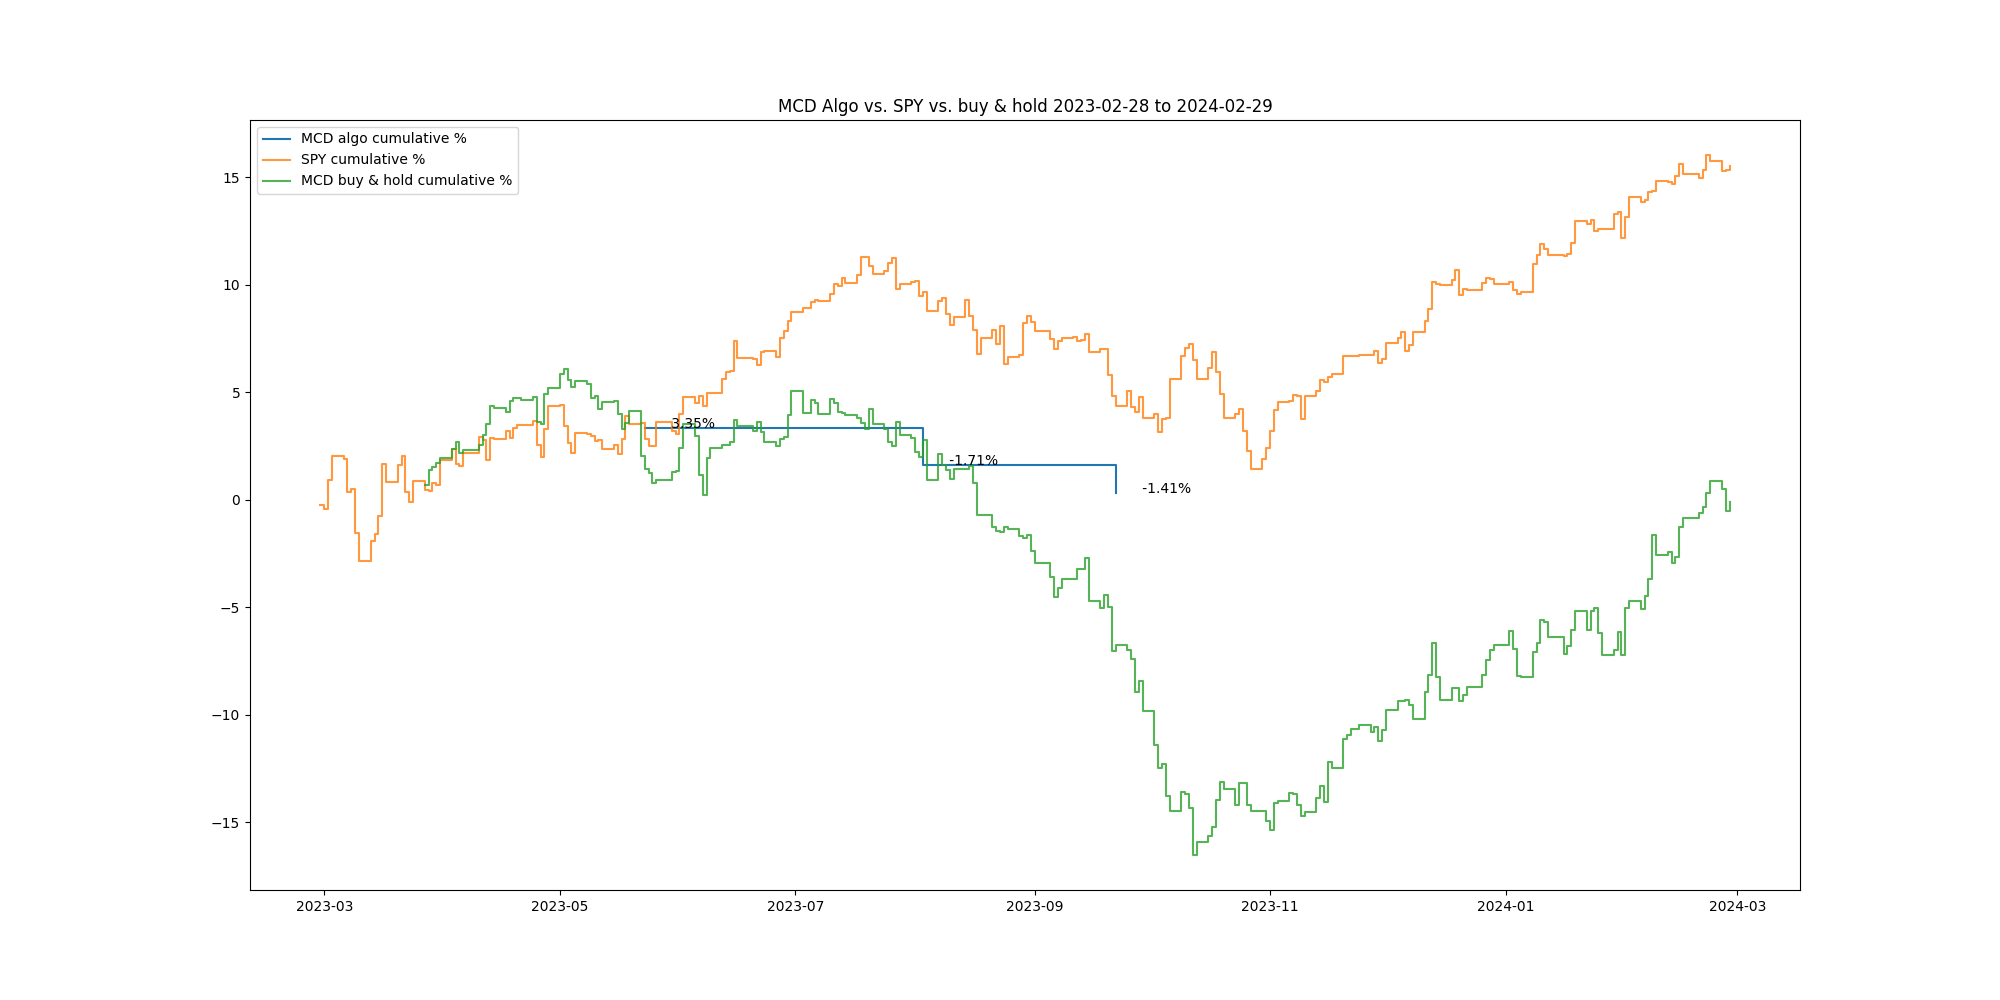 MCD Algo vs. SPY vs. buy & hold 2023-02-28 to 2024-02-29
MCD algo cumulative %
SPY cumulative %
MCD buy & hold cumulative %
15
10
5
0
−5
−10
−15
3.35%
-1.71%
-1.41%
2023-03 2023-05 2023-07 2023-09 2023-11 2024-01 2024-03